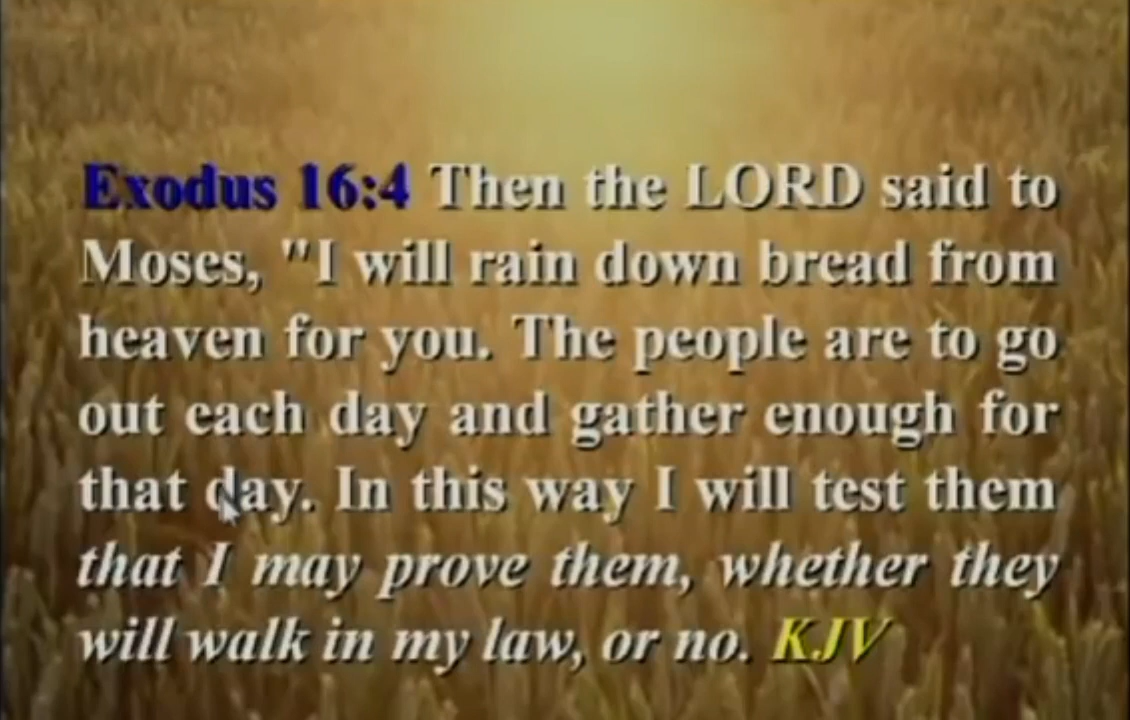 Exodus 16:4 Then the LORD said to
Moses, "I will rain down bread from
heaven for you. The people are to go
out each day and gather enough for
that day. In this way I will test them
that I may prove them, whether they
will walk in my law, or no. KJV